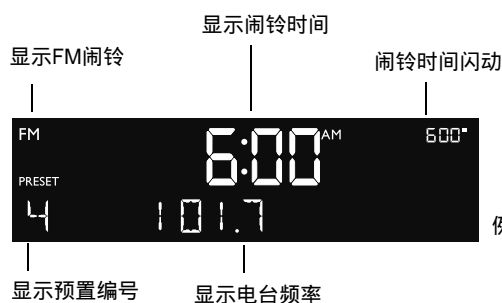 显示闹铃时间
显示FM闹铃
闹铃时间闪动
FM
6:00 AM
600
PRESET
4
101.7
显示预置编号
显示电台频率